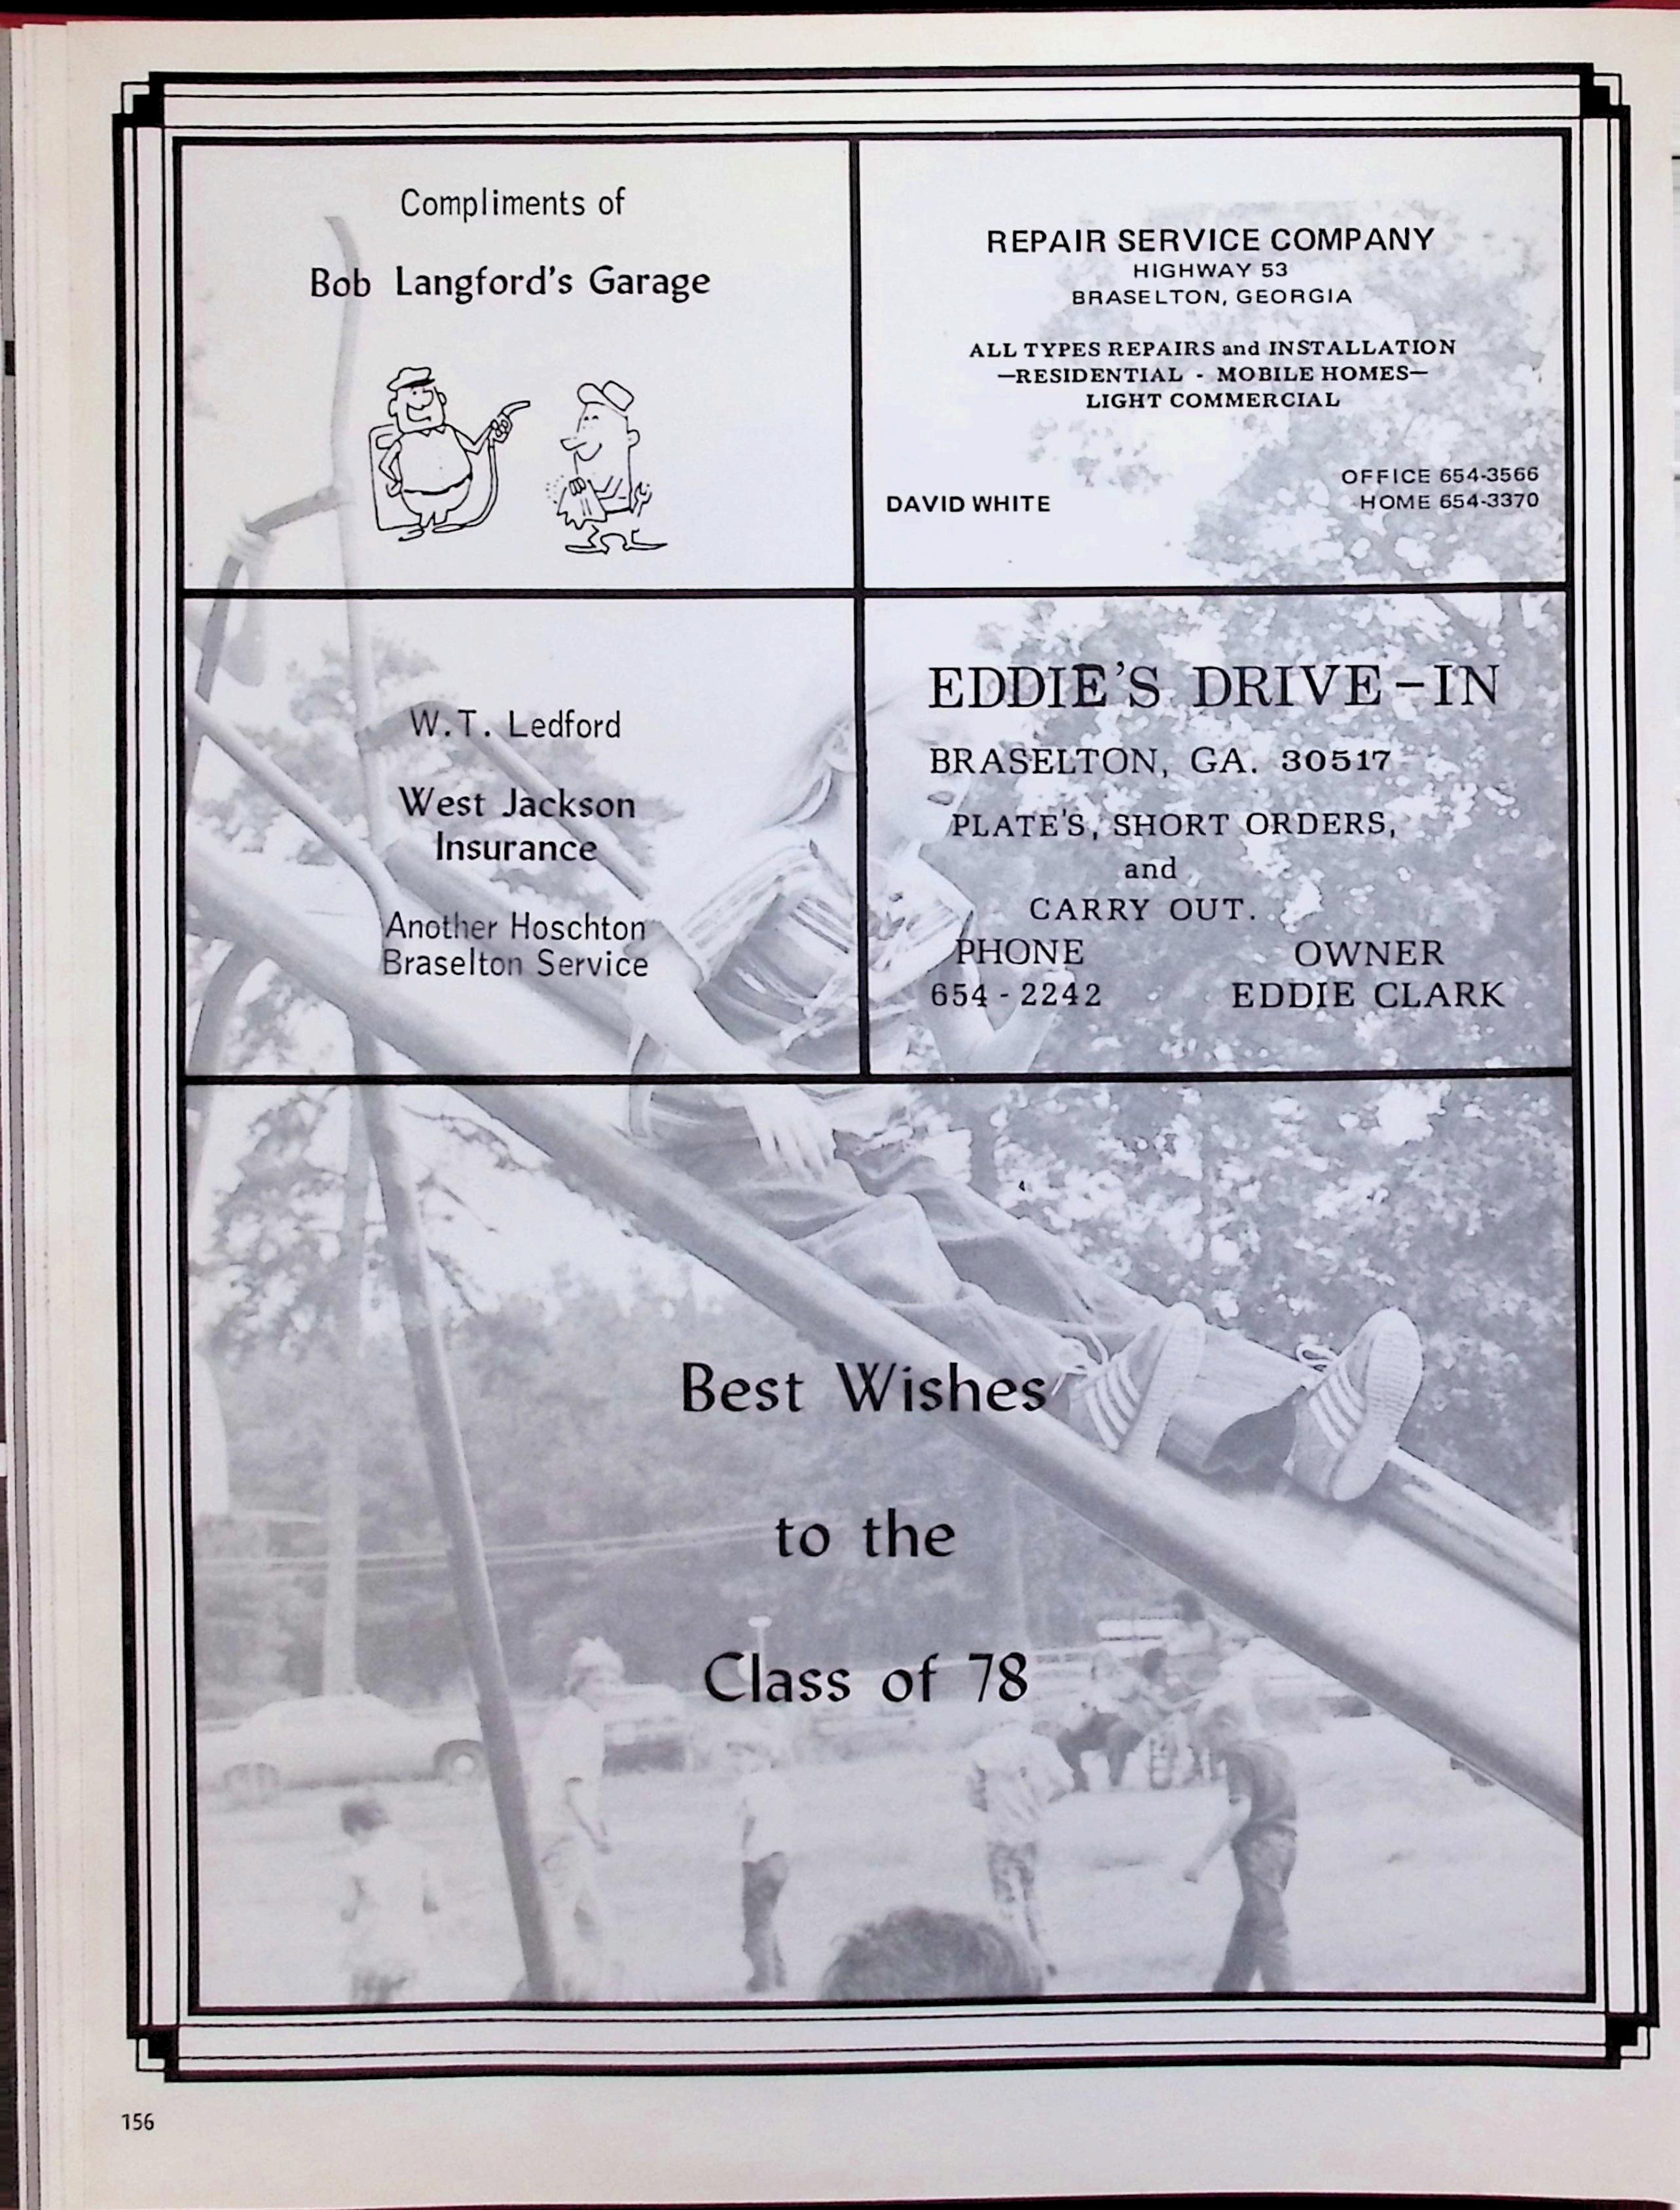 Compliments of
Bob Langford's Garage
REPAIR SERVICE COMPANY
HIGHWAY 53
BRASELTON, GEORGIA
ALL TYPES REPAIRS and INSTALLATION
—RESIDENTIAL - MOBILE HOMES—
LIGHT COMMERCIAL
OFFICE 654-3566
DAVID WHITE HOME 654-3370
W.T. Ledford
West Jackson
Insurance
Another Hoschton
Braselton Service
EDDIE'S DRIVE-IN
BRASELTON, GA. 30517
PLATE'S, SHORT ORDERS,
and
CARRY OUT.
PHONE OWNER
654-2242 EDDIE CLARK
Best Wishes
to the
Class of 78
156